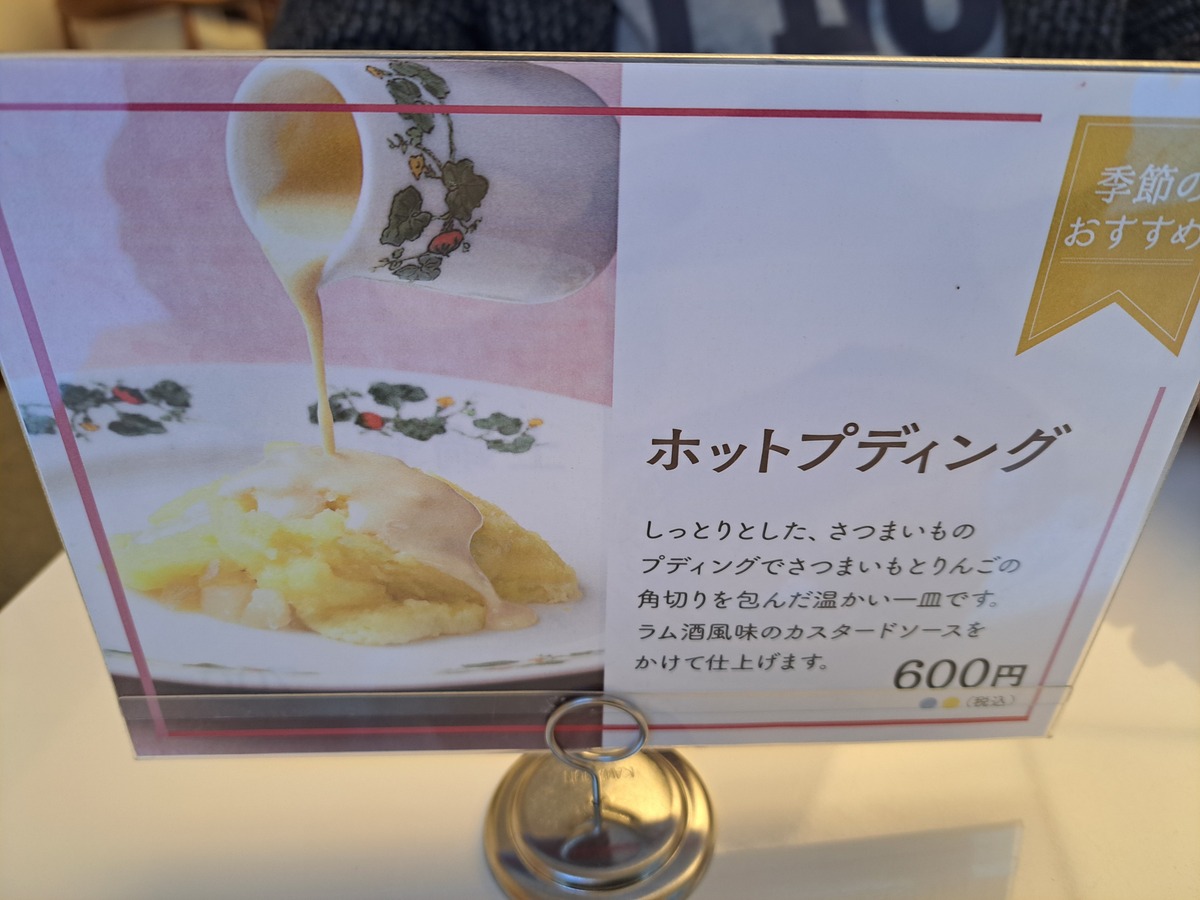 季節の
おすすめ
ホットプディング
しっとりとした、さつまいもの
プディングでさつまいもとりんごの
角切りを包んだ温かい一皿です。
ラム酒風味のカスタードソースを
かけて仕上げます。
600円
(税込)